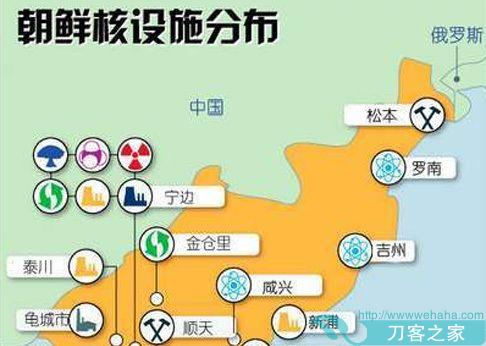 朝鲜核设施分布
俄罗斯
中国
松本
罗南
宁边
金仓里
吉州
泰川
咸兴
龟城市
顺天
新浦
http://www.wehaha.com
刀客之家